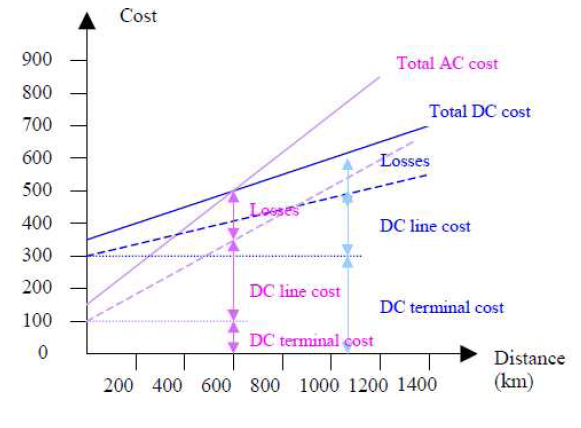 Cost
900
Total AC cost
800
Total DC cost
700
600
Losses
500
Losses
400
DC line cost
300
DC line cost
200
DC terminal cost
100
DC terminal cost
0
Distance
(km)
200 400 600 800 1000 1200 1400